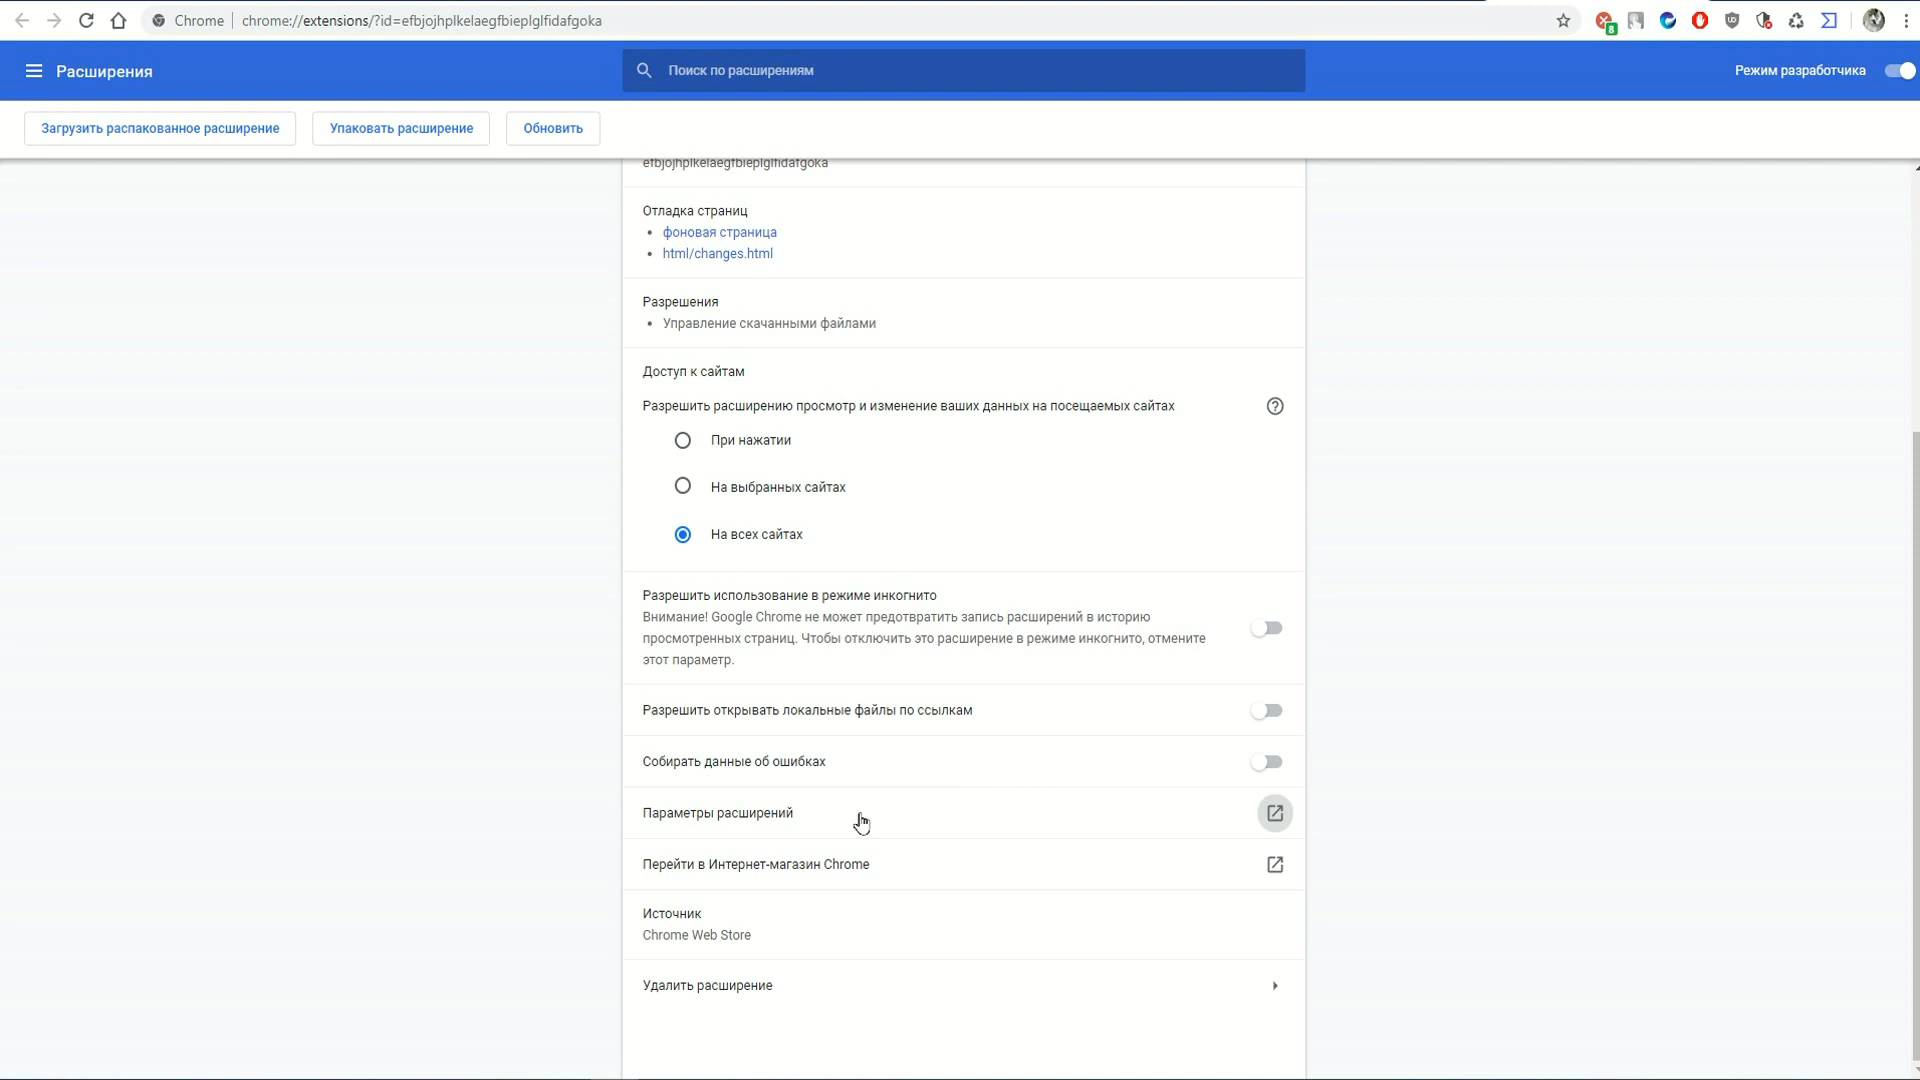 Chrome
chrome://extensions/?id=efbjojhplkelaegfbieplglfidafgoka
8
Расширения
Поиск по расширениям
Режим разработчика
Загрузить распакованное расширение
Упаковать расширение
Обновить
efbjojhplkelaegfbieplglfidafgoka
Отладка страниц
фоновая страница
html/changes.html
Разрешения
Управление скачанными файлами
Доступ к сайтам
Разрешить расширению просмотр и изменение ваших данных на посещаемых сайтах
При нажатии
На выбранных сайтах
На всех сайтах
Разрешить использование в режиме инкогнито
Внимание! Google Chrome не может предотвратить запись расширений в историю
просмотренных страниц. Чтобы отключить это расширение в режиме инкогнито, отмените
этот параметр.
Разрешить открывать локальные файлы по ссылкам
Собирать данные об ошибках
Параметры расширений
Перейти в Интернет-магазин Chrome
Источник
Chrome Web Store
Удалить расширение